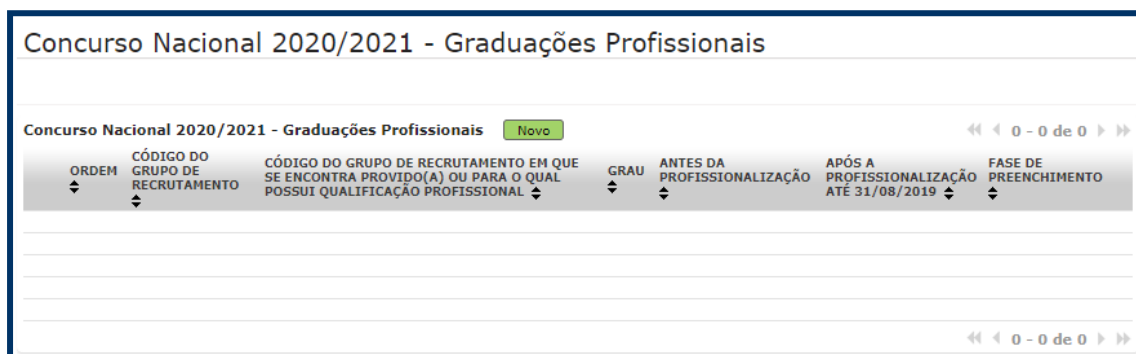 Concurso Nacional 2020/2021 - Graduações Profissionais
Concurso Nacional 2020/2021 - Graduações Profissionais Novo 0 - 0 de 0
ORDEM
CÓDIGO DO
GRUPO DE
RECRUTAMENTO
CÓDIGO DO GRUPO DE RECRUTAMENTO EM QUE
SE ENCONTRA PROVIDO(A) OU PARA O QUAL
POSSUI QUALIFICAÇÃO PROFISSIONAL
GRAU
ANTES DA
PROFISSIONALIZAÇÃO
APÓS A
PROFISSIONALIZAÇÃO
ATÉ 31/08/2019
FASE DE
PREENCHIMENTO
0 - 0 de 0